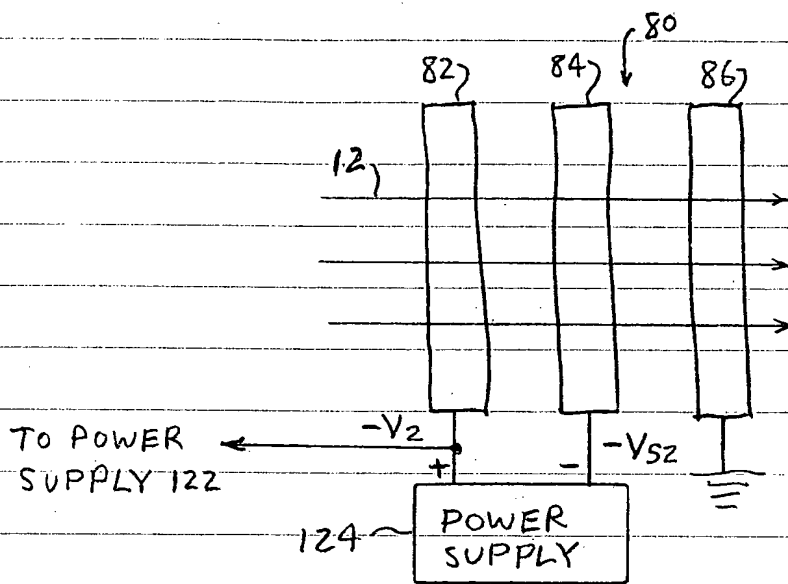 80
82
84
86
12
TO POWER
SUPPLY 122
-V2
+
-
-VS2
124
POWER
SUPPLY